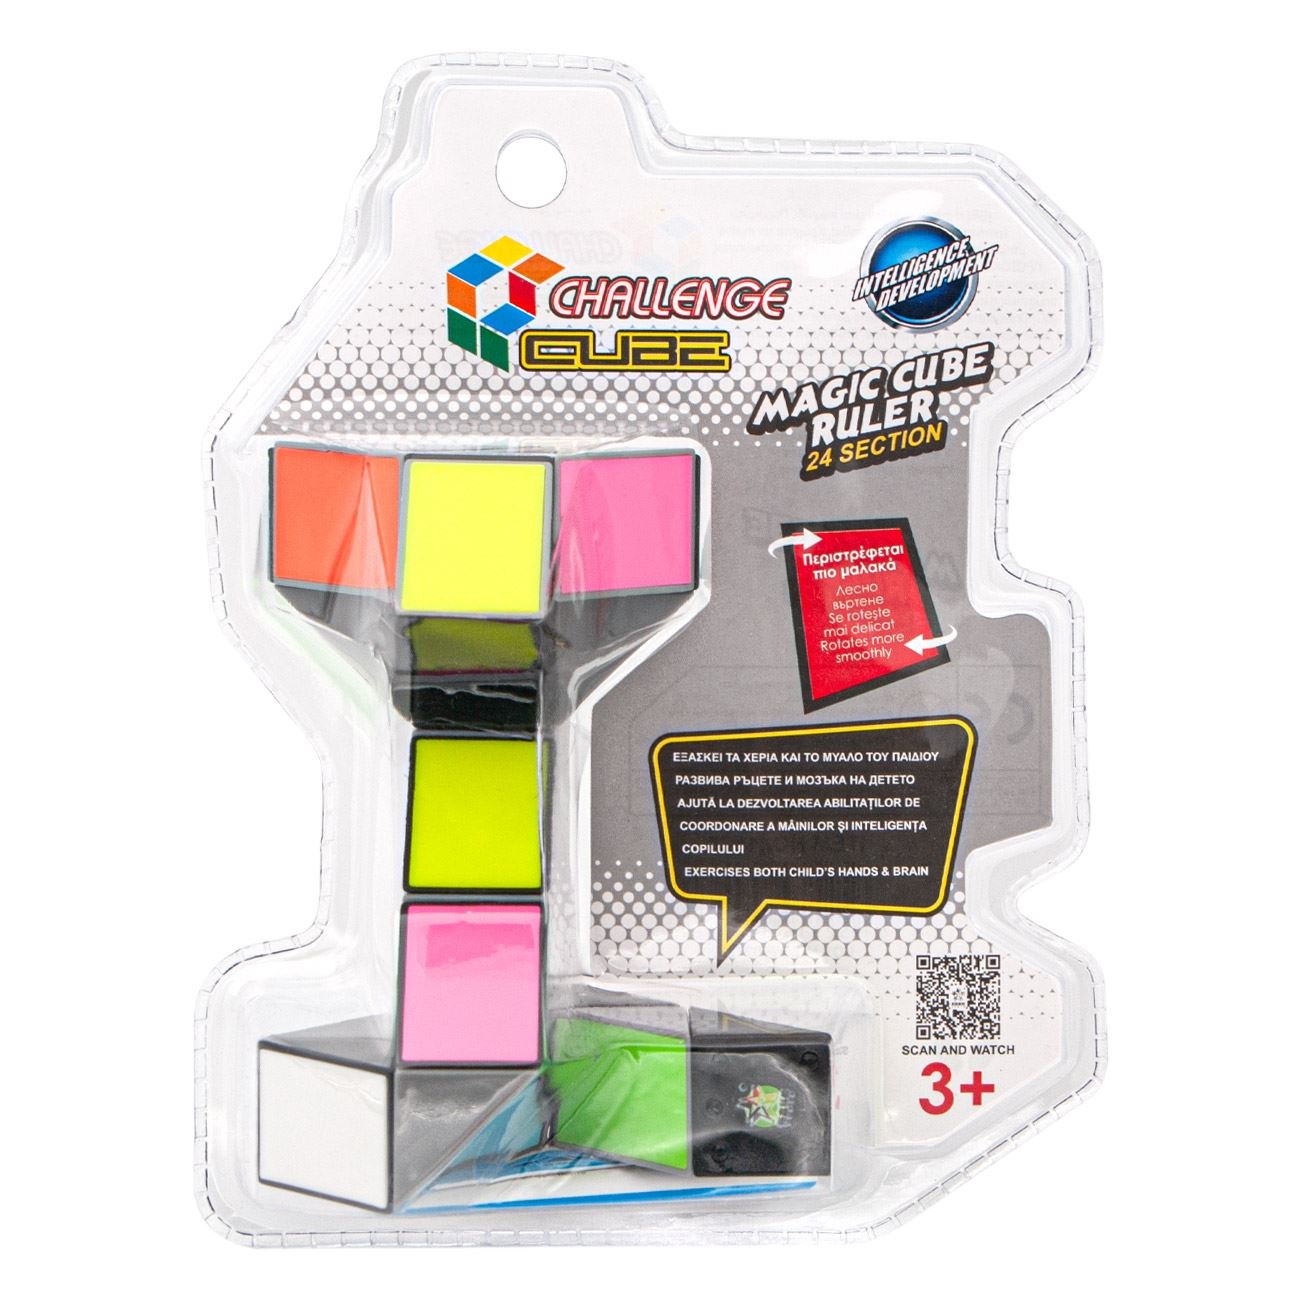 CHALLENGE
CUBE
INTELLIGENCE
DEVELOPMENT
MAGIC CUBE
RULER
24 SECTION
Περιστρέφεται
πιο μαλακά
Лесно
въртене
Se rotește
mai delicat
Rotates more
smoothly
ΕΞΑΣΚΕΙ ΤΑ ΧΕΡΙΑ ΚΑΙ ΤΟ ΜΥΑΛΟ ΤΟΥ ΠΑΙΔΙΟΥ
РАЗВИВА РЪЦЕТЕ И МОЗЪКА НА ДЕТЕТО
AJUTĂ LA DEZVOLTAREA ABILITAȚILOR DE
COORDONARE A MÂINILOR ȘI INTELIGENȚA
COPILULUI
EXERCISES BOTH CHILD'S HANDS & BRAIN
SCAN AND WATCH
3+